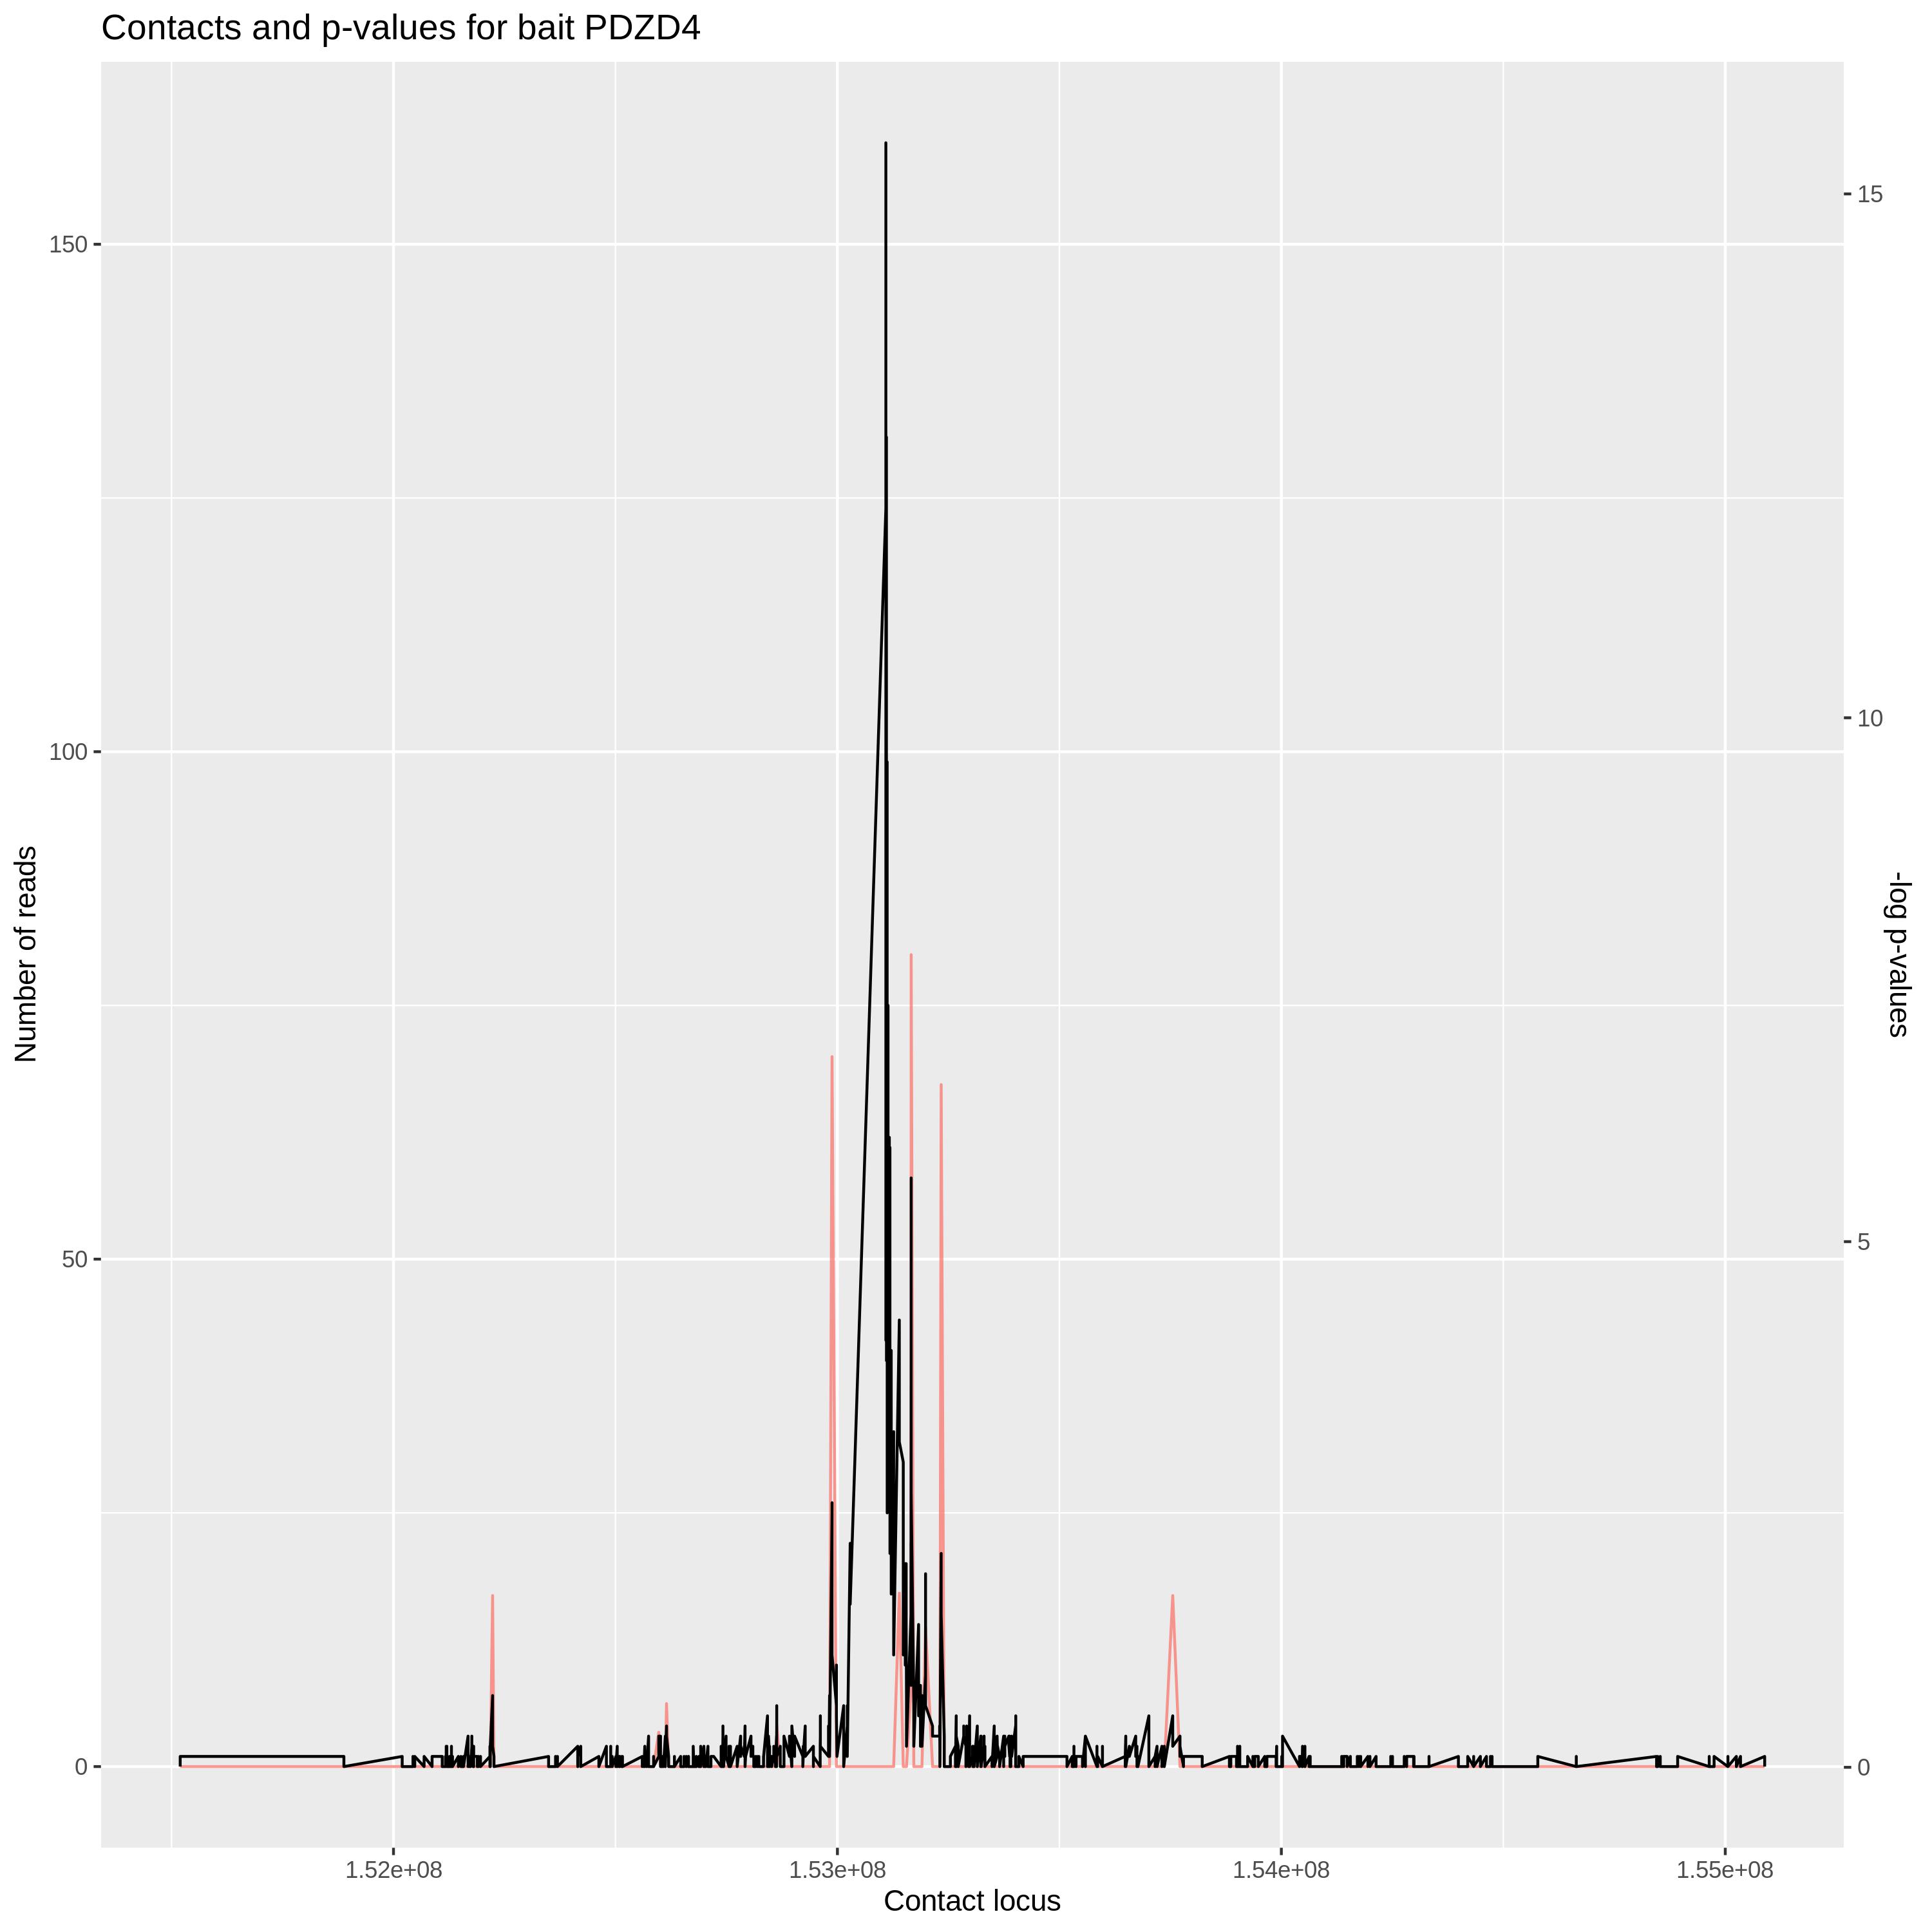 Contacts and p-values for bait PDZD4
Number of reads
150
100
50
0
-log p-values
15
10
5
0
1.52e+08
1.53e+08
1.54e+08
1.55e+08
Contact locus